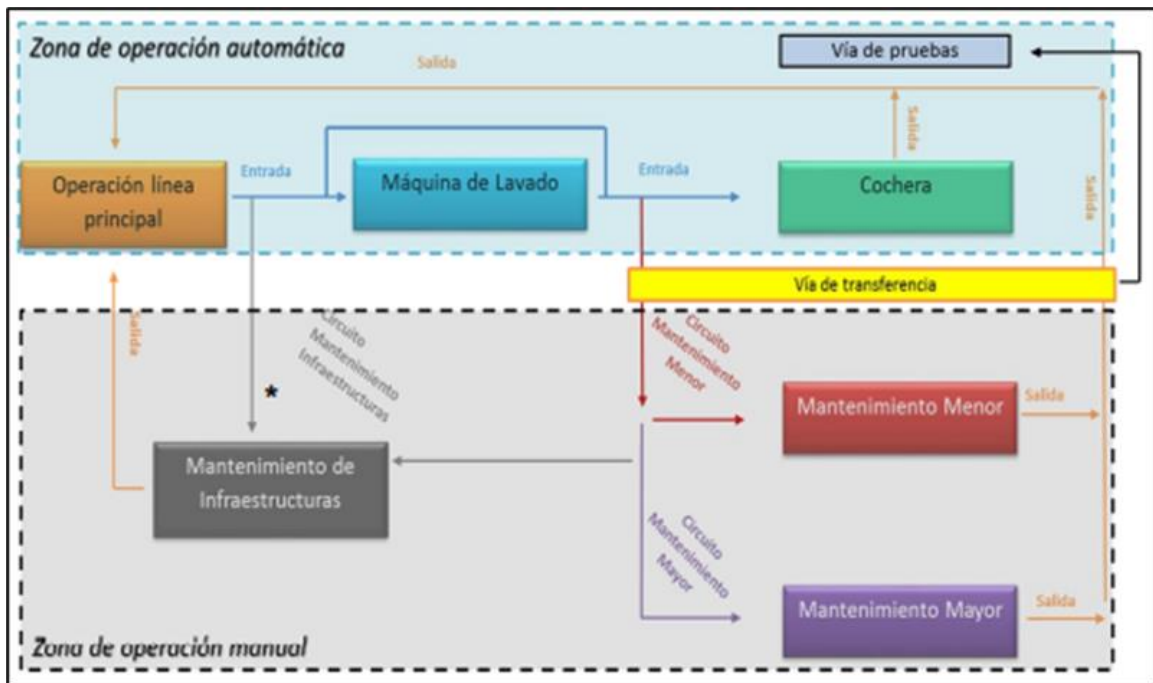 Zona de operación automática
Vía de pruebas
Salida
Salida
Salida
Operación línea
principal
Entrada
Máquina de Lavado
Entrada
Cochera
Vía de transferencia
Salida
Circuito
Mantenimiento
Infraestructuras
*
Circuito
Mantenimiento
Menor
Mantenimiento Menor
Salida
Mantenimiento de
Infraestructuras
Circuito
Mantenimiento
Mayor
Mantenimiento Mayor
Salida
Zona de operación manual